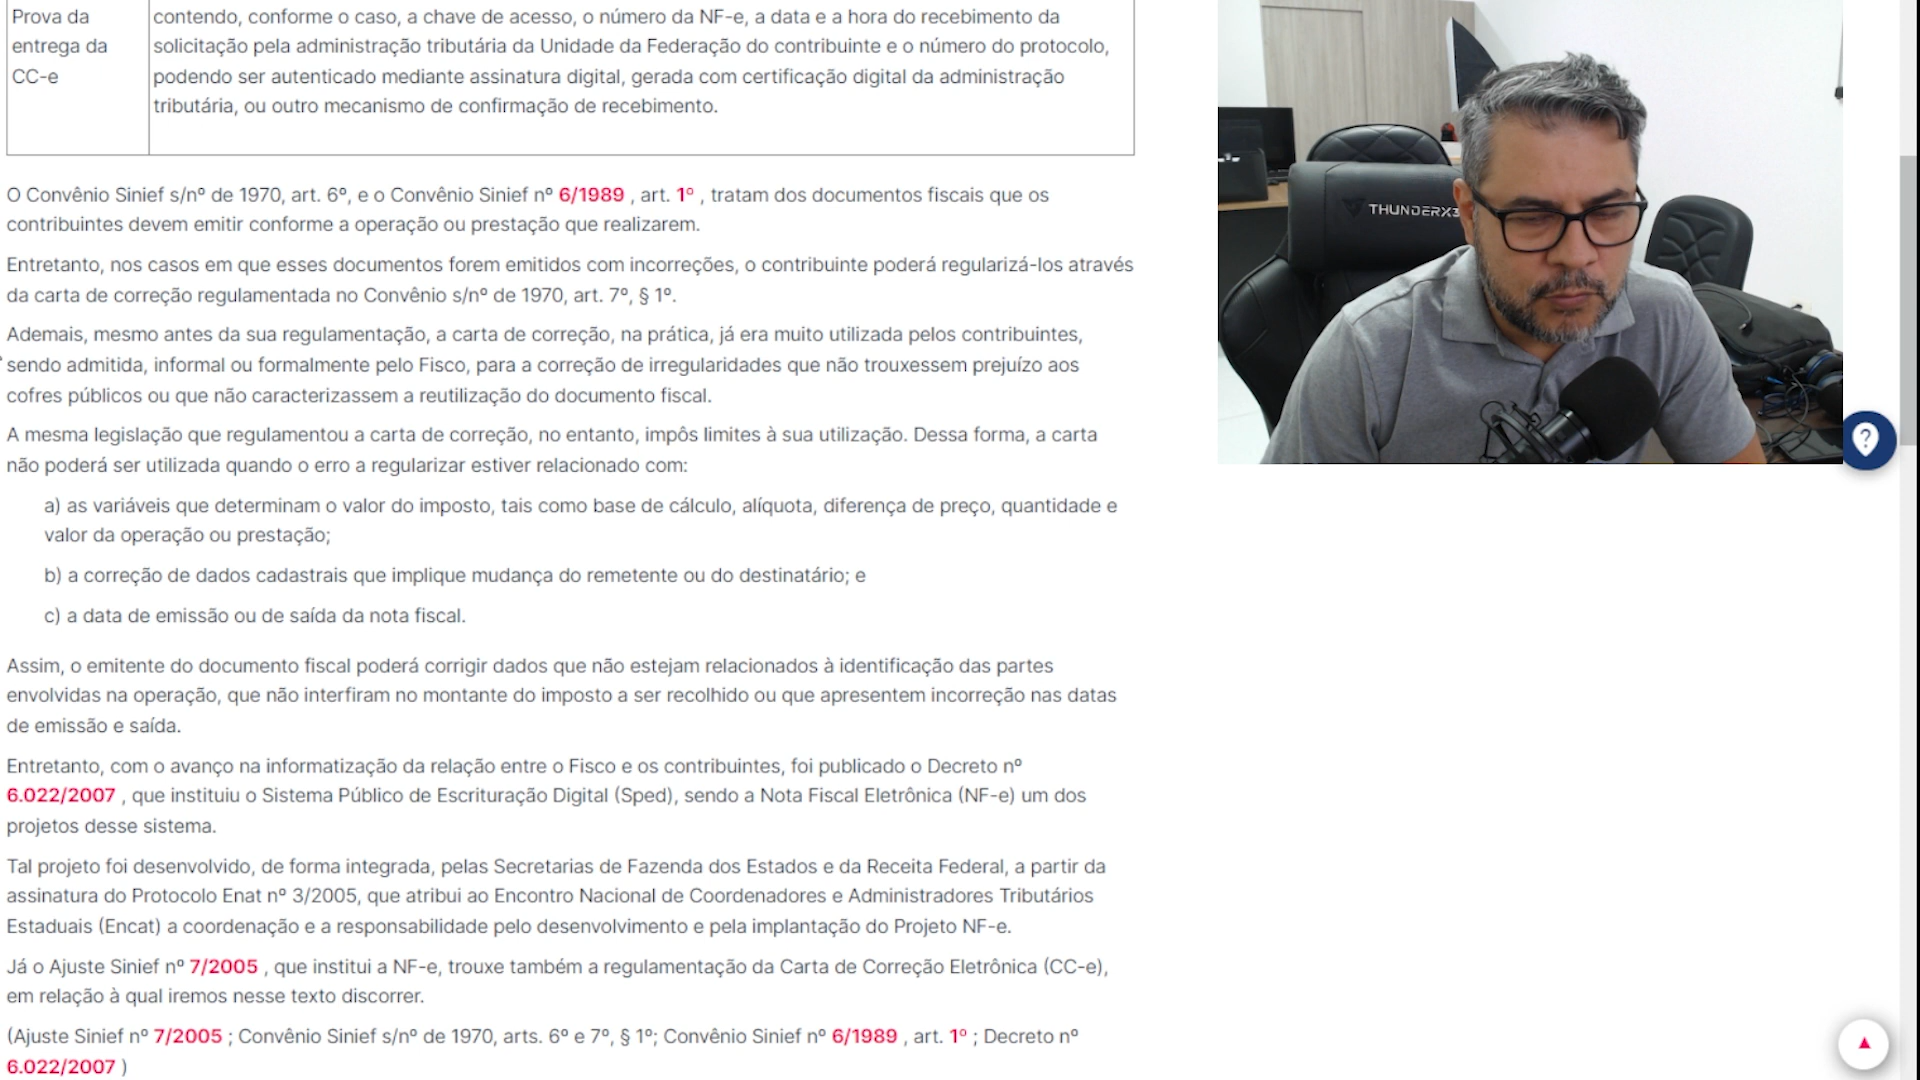 Prova da
entrega da
CC-e
contendo, conforme o caso, a chave de acesso, o número da NF-e, a data e a hora do recebimento da
solicitação pela administração tributária da Unidade da Federação do contribuinte e o número do protocolo,
podendo ser autenticado mediante assinatura digital, gerada com certificação digital da administração
tributária, ou outro mecanismo de confirmação de recebimento.
O Convênio Sinief s/nº de 1970, art. 6º, e o Convênio Sinief nº 6/1989 , art. 1º , tratam dos documentos fiscais que os
contribuintes devem emitir conforme a operação ou prestação que realizarem.
Entretanto, nos casos em que esses documentos forem emitidos com incorreções, o contribuinte poderá regularizá-los através
da carta de correção regulamentada no Convênio s/nº de 1970, art. 7º, § 1º.
Ademais, mesmo antes da sua regulamentação, a carta de correção, na prática, já era muito utilizada pelos contribuintes,
sendo admitida, informal ou formalmente pelo Fisco, para a correção de irregularidades que não trouxessem prejuízo aos
cofres públicos ou que não caracterizassem a reutilização do documento fiscal.
A mesma legislação que regulamentou a carta de correção, no entanto, impôs limites à sua utilização. Dessa forma, a carta
não poderá ser utilizada quando o erro a regularizar estiver relacionado com:
a) as variáveis que determinam o valor do imposto, tais como base de cálculo, alíquota, diferença de preço, quantidade e
valor da operação ou prestação;
b) a correção de dados cadastrais que implique mudança do remetente ou do destinatário; e
c) a data de emissão ou de saída da nota fiscal.
Assim, o emitente do documento fiscal poderá corrigir dados que não estejam relacionados à identificação das partes
envolvidas na operação, que não interfiram no montante do imposto a ser recolhido ou que apresentem incorreção nas datas
de emissão e saída.
Entretanto, com o avanço na informatização da relação entre o Fisco e os contribuintes, foi publicado o Decreto nº
6.022/2007 , que instituiu o Sistema Público de Escrituração Digital (Sped), sendo a Nota Fiscal Eletrônica (NF-e) um dos
projetos desse sistema.
Tal projeto foi desenvolvido, de forma integrada, pelas Secretarias de Fazenda dos Estados e da Receita Federal, a partir da
assinatura do Protocolo Enat nº 3/2005, que atribui ao Encontro Nacional de Coordenadores e Administradores Tributários
Estaduais (Encat) a coordenação e a responsabilidade pelo desenvolvimento e pela implantação do Projeto NF-e.
Já o Ajuste Sinief nº 7/2005 , que institui a NF-e, trouxe também a regulamentação da Carta de Correção Eletrônica (CC-e),
em relação à qual iremos nesse texto discorrer.
(Ajuste Sinief nº 7/2005 ; Convênio Sinief s/nº de 1970, arts. 6º e 7º, § 1º; Convênio Sinief nº 6/1989 , art. 1º ; Decreto nº
6.022/2007 )
THUNDERX3